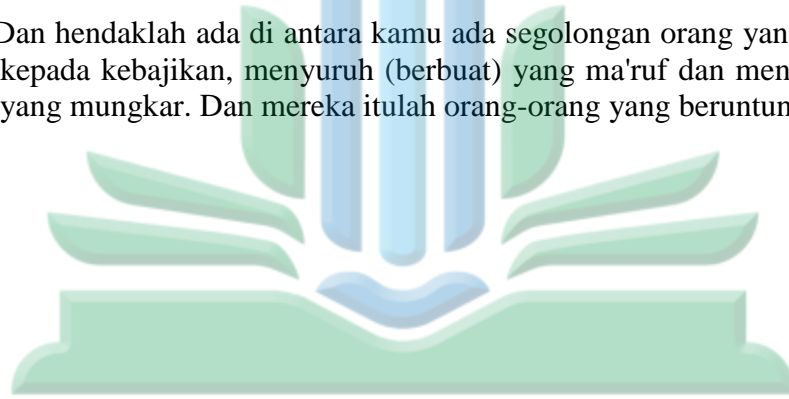 Dan hendaklah ada di antara kamu ada segolongan orang yan
kepada kebajikan, menyuruh (berbuat) yang ma'ruf dan men
yang mungkar. Dan mereka itulah orang-orang yang beruntun